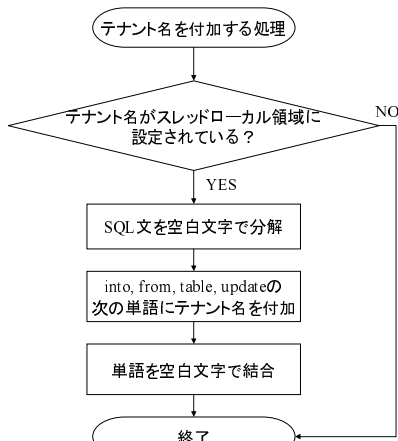 テナント名を付加する処理
テナント名がスレッドローカル領域に
設定されている？
NO
YES
SQL文を空白文字で分解
into, from, table, updateの
次の単語にテナント名を付加
単語を空白文字で結合
終了